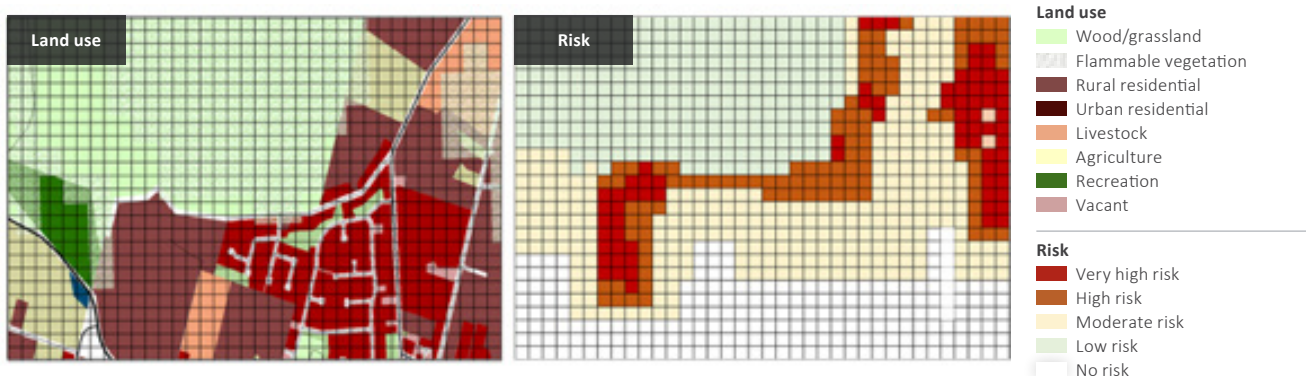 Land use
Risk
Land use
Wood/grassland
Flammable vegetation
Rural residential
Urban residential
Livestock
Agriculture
Recreation
Vacant
Risk
Very high risk
High risk
Moderate risk
Low risk
No risk